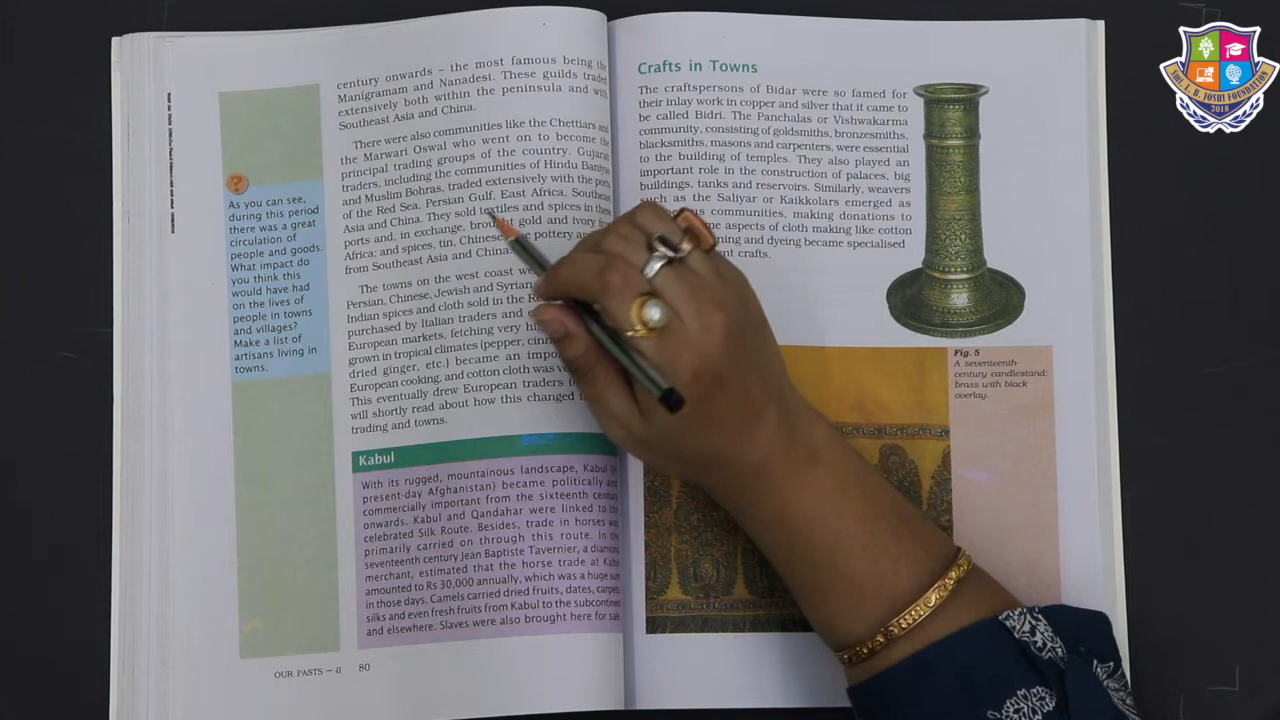 century onwards – the most famous being the
Manigramam and Nanadesi. These guilds traded
extensively both within the peninsula and with
Southeast Asia and China.
There were also communities like the Chettiars and
the Marwari Oswal who went on to become the
principal trading groups of the country. Gujarati
traders, including the communities of Hindu Baniyas
and Muslim Bohras, traded extensively with the ports
of the Red Sea, Persian Gulf, East Africa, Southeast
Asia and China. They sold textiles and spices in these
ports and, in exchange, brought gold and ivory from
Africa; and spices, tin, Chinese pottery
from Southeast Asia and China.
The towns on the west coast
Persian, Chinese, Jewish and Syrian
Indian spices and cloth sold in the
purchased by Italian traders and
European markets, fetching very
grown in tropical climates (pepper,
dried ginger, etc.) became an
European cooking, and cotton cloth was
This eventually drew European traders
will shortly read about how this changed
trading and towns.
?
As you can see,
during this period
there was a great
circulation of
people and goods.
What impact do
you think this
would have had
on the lives of
people in towns
and villages?
Make a list of
artisans living in
towns.
Kabul
With its rugged, mountainous landscape, Kabul (in
present-day Afghanistan) became politically and
commercially important from the sixteenth century
onwards. Kabul and Qandahar were linked to the
celebrated Silk Route. Besides, trade in horses was
primarily carried on through this route. In the
seventeenth century Jean Baptiste Tavernier, a diamond
merchant, estimated that the horse trade at Kabul
amounted to Rs 30,000 annually, which was a huge sum
in those days. Camels carried dried fruits, dates, carpets,
silks and even fresh fruits from Kabul to the subcontinent
and elsewhere. Slaves were also brought here for sale.
OUR PASTS – II 80
Crafts in Towns
The craftspersons of Bidar were so famed for
their inlay work in copper and silver that it came to
be called Bidri. The Panchalas or Vishwakarma
community, consisting of goldsmiths, bronzesmiths,
blacksmiths, masons and carpenters, were essential
to the building of temples. They also played an
important role in the construction of palaces, big
buildings, tanks and reservoirs. Similarly, weavers
such as the Saliyar or Kaikkolars emerged as
communities, making donations to
aspects of cloth making like cotton
and dyeing became specialised
crafts.
Fig. 5
A seventeenth-
century candlestand;
brass with black
overlay.
SHRI. L. B. JOSHI FOUNDATION
2018